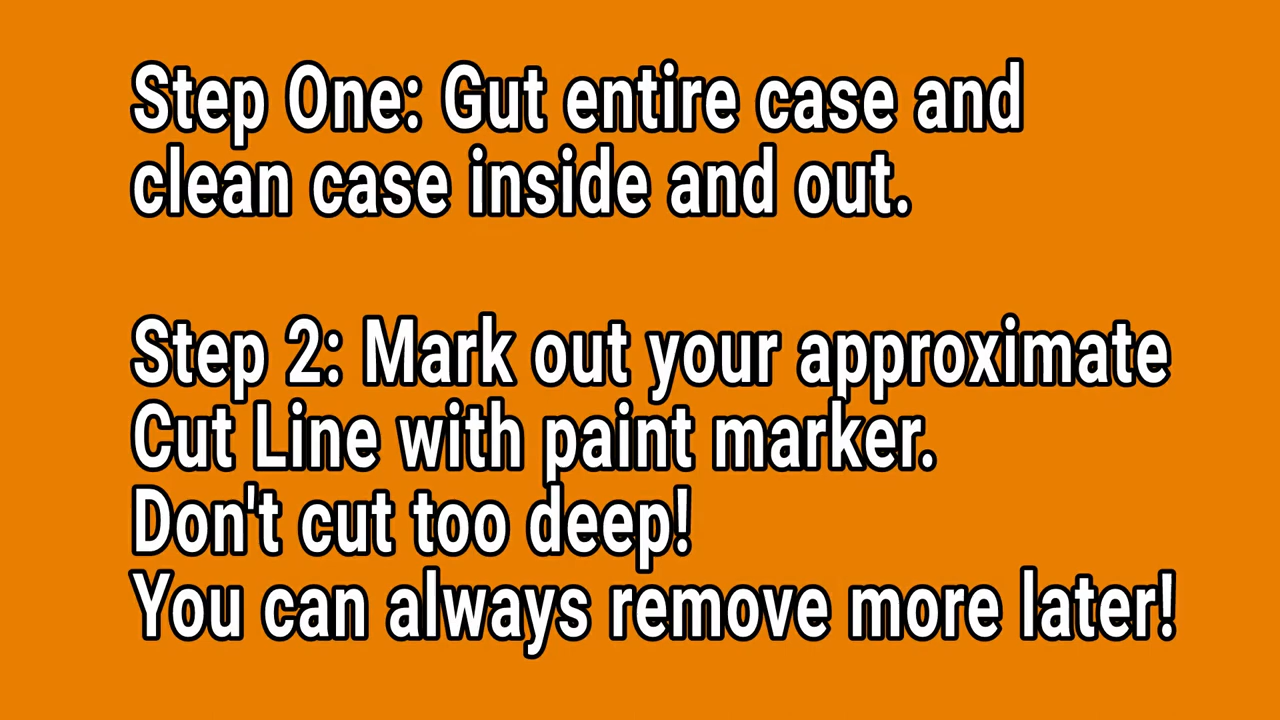 Step One: Gut entire case and
clean case inside and out.
Step 2: Mark out your approximate
Cut Line with paint marker.
Don't cut too deep!
You can always remove more later!